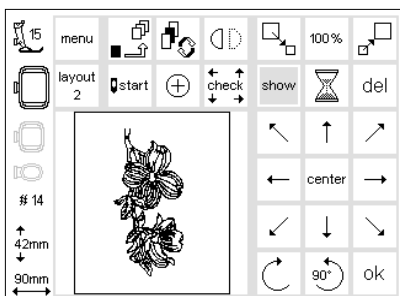 15 menu 100%
layout
2 start check show del
# 14
42mm
90mm
center
90° ok